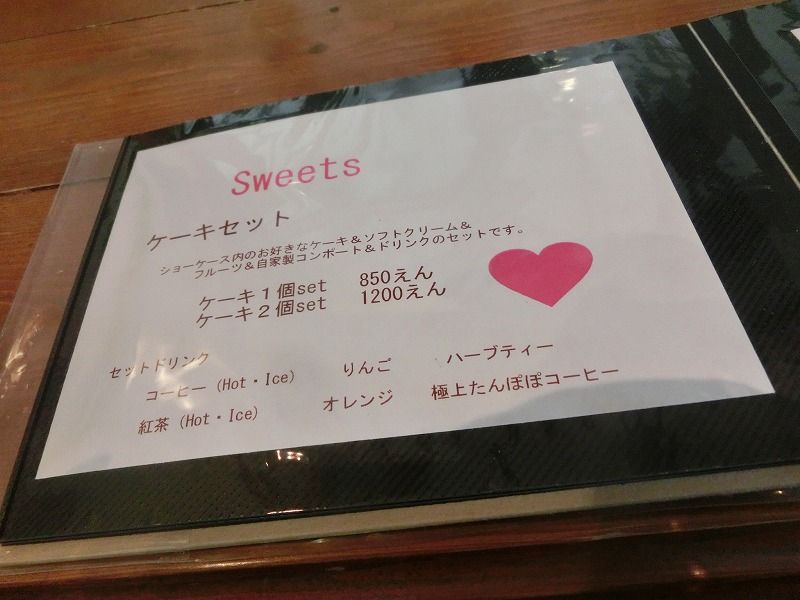 Sweets
ケーキセット
ショーケース内のお好きなケーキ＆ソフトクリーム＆
フルーツ＆自家製コンポート＆ドリンクのセットです。
ケーキ１個set 850えん
ケーキ２個set 1200えん
セットドリンク
コーヒー (Hot・Ice) りんご ハーブティー
紅茶 (Hot・Ice) オレンジ 極上たんぽぽコーヒー